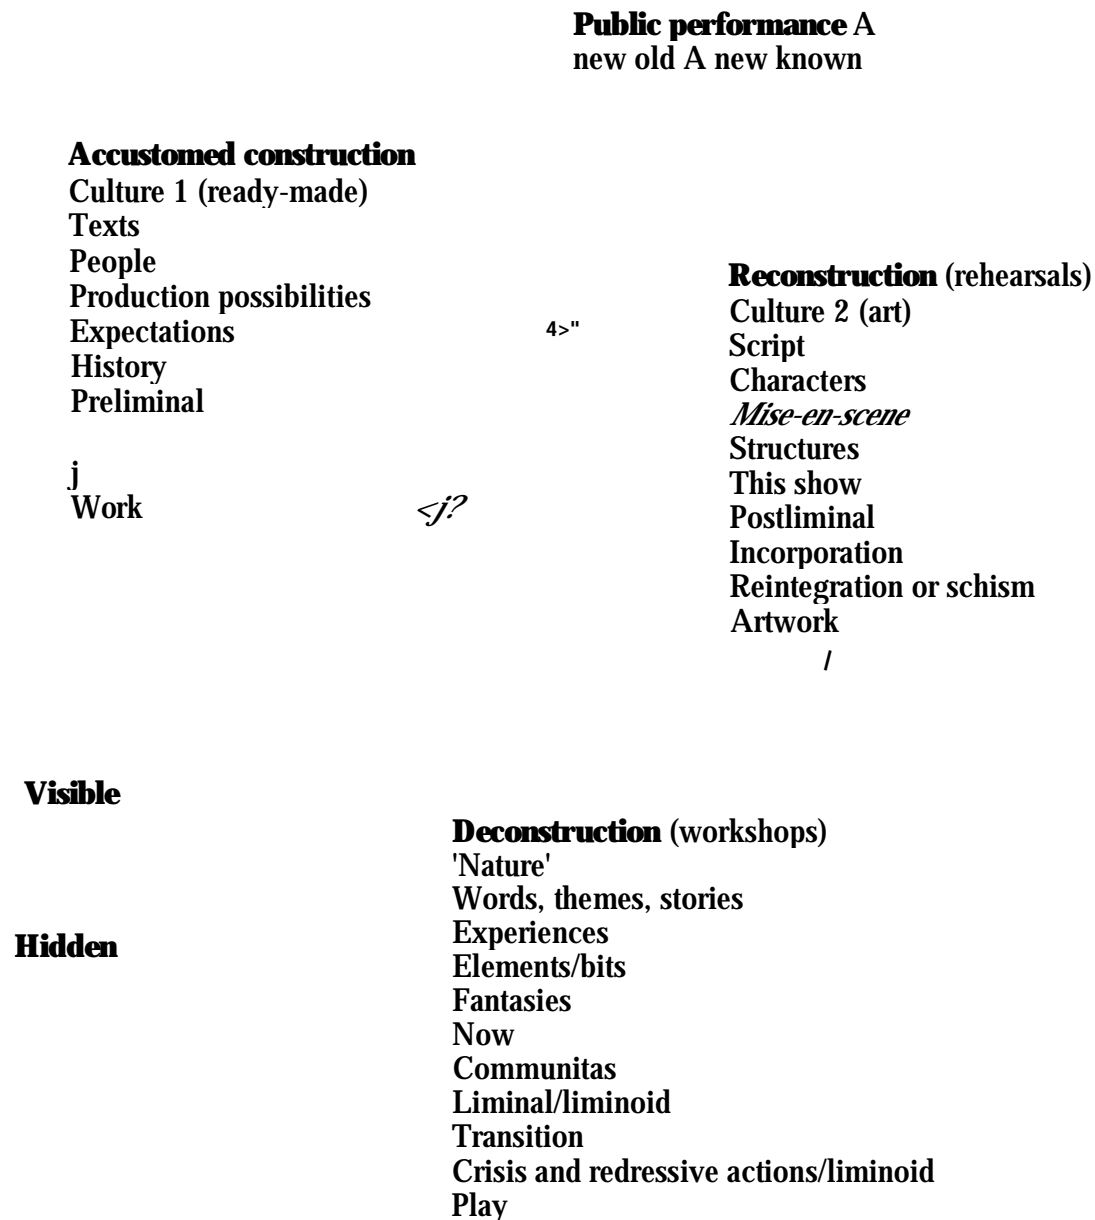 Public performance A
new old A new known
Accustomed construction
Culture 1 (ready-made)
Texts
People
Production possibilities
Expectations
History
Preliminal
j
Work
4>"
<j?
Reconstruction (rehearsals)
Culture 2 (art)
Script
Characters
Mise-en-scene
Structures
This show
Postliminal
Incorporation
Reintegration or schism
Artwork
/
Visible
Hidden
Deconstruction (workshops)
'Nature'
Words, themes, stories
Experiences
Elements/bits
Fantasies
Now
Communitas
Liminal/liminoid
Transition
Crisis and redressive actions/liminoid
Play